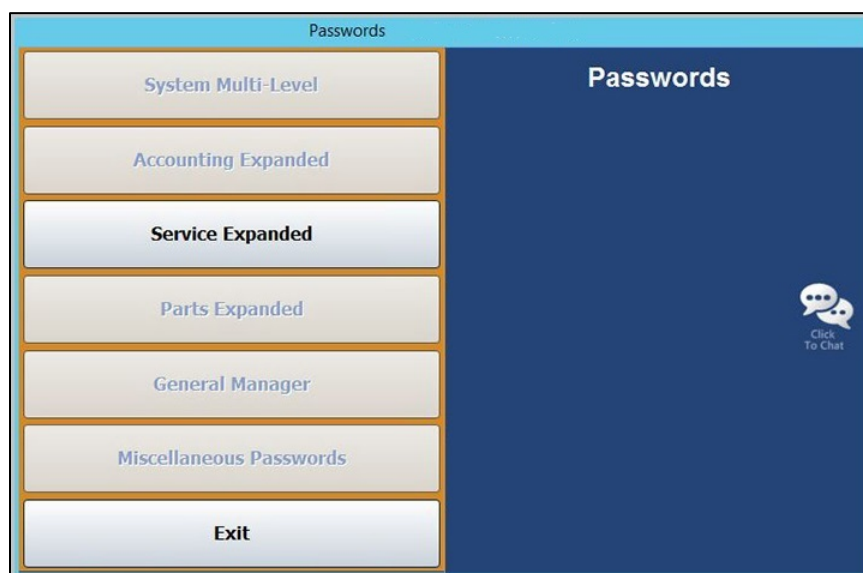 Passwords
System Multi-Level
Accounting Expanded
Service Expanded
Parts Expanded
General Manager
Miscellaneous Passwords
Exit
Passwords
Click
To Chat